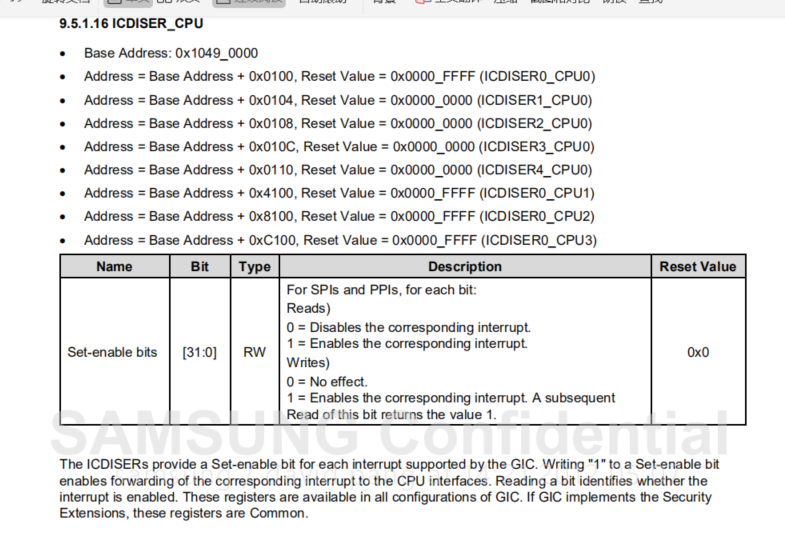 9.5.1.16 ICDISER_CPU
• Base Address: 0x1049_0000
• Address = Base Address + 0x0100, Reset Value = 0x0000_FFFF (ICDISER0_CPU0)
• Address = Base Address + 0x0104, Reset Value = 0x0000_0000 (ICDISER1_CPU0)
• Address = Base Address + 0x0108, Reset Value = 0x0000_0000 (ICDISER2_CPU0)
• Address = Base Address + 0x010C, Reset Value = 0x0000_0000 (ICDISER3_CPU0)
• Address = Base Address + 0x0110, Reset Value = 0x0000_0000 (ICDISER4_CPU0)
• Address = Base Address + 0x4100, Reset Value = 0x0000_FFFF (ICDISER0_CPU1)
• Address = Base Address + 0x8100, Reset Value = 0x0000_FFFF (ICDISER0_CPU2)
• Address = Base Address + 0xC100, Reset Value = 0x0000_FFFF (ICDISER0_CPU3)
Name Bit Type Description Reset Value
For SPIs and PPIs, for each bit:
Reads)
0 = Disables the corresponding interrupt.
1 = Enables the corresponding interrupt.
Set-enable bits [31:0] RW 0x0
Writes)
0 = No effect.
1 = Enables the corresponding interrupt. A subsequent
Read of this bit returns the value 1.
SAMSUNG Confidential
The ICDISERs provide a Set-enable bit for each interrupt supported by the GIC. Writing "1" to a Set-enable bit
enables forwarding of the corresponding interrupt to the CPU interfaces. Reading a bit identifies whether the
interrupt is enabled. These registers are available in all configurations of GIC. If GIC implements the Security
Extensions, these registers are Common.